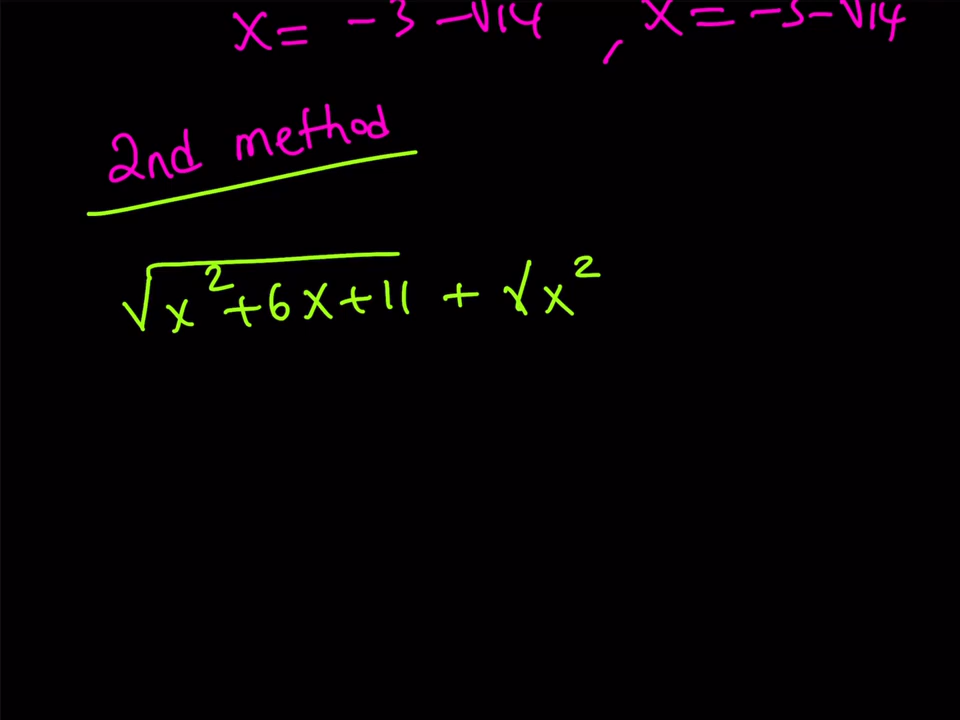 x = -3 -√14 , x = -3-√14
2nd method
√x²+6x+11 + √x²